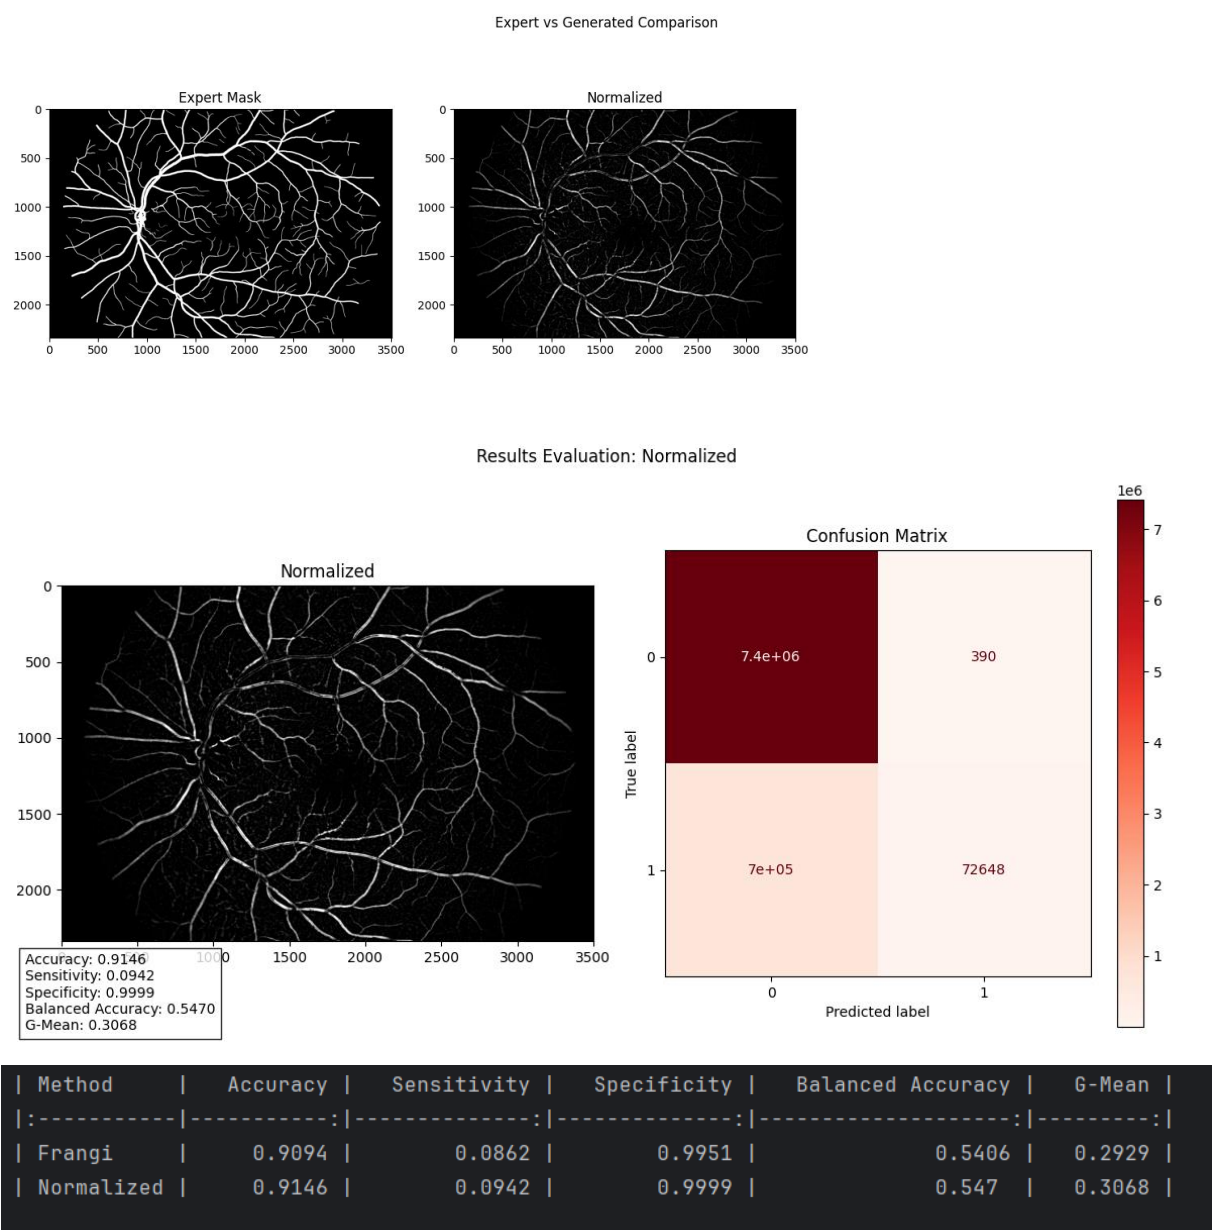 Expert vs Generated Comparison
Expert Mask
Normalized
0
500
1000
1500
2000
0 500 1000 1500 2000 2500 3000 3500
0
500
1000
1500
2000
0 500 1000 1500 2000 2500 3000 3500
Results Evaluation: Normalized
Normalized
0
500
1000
1500
2000
0 500 1000 1500 2000 2500 3000 3500
Accuracy: 0.9146
Sensitivity: 0.0942
Specificity: 0.9999
Balanced Accuracy: 0.5470
G-Mean: 0.3068
Confusion Matrix
True label
0
1
7.4e+06 390
7e+05 72648
0 1
Predicted label
1e6
7
6
5
4
3
2
1
| Method | Accuracy | Sensitivity | Specificity | Balanced Accuracy | G-Mean |
|:-----------|-----------:|--------------:|--------------:|--------------------:|---------:|
| Frangi | 0.9094 | 0.0862 | 0.9951 | 0.5406 | 0.2929 |
| Normalized | 0.9146 | 0.0942 | 0.9999 | 0.547 | 0.3068 |